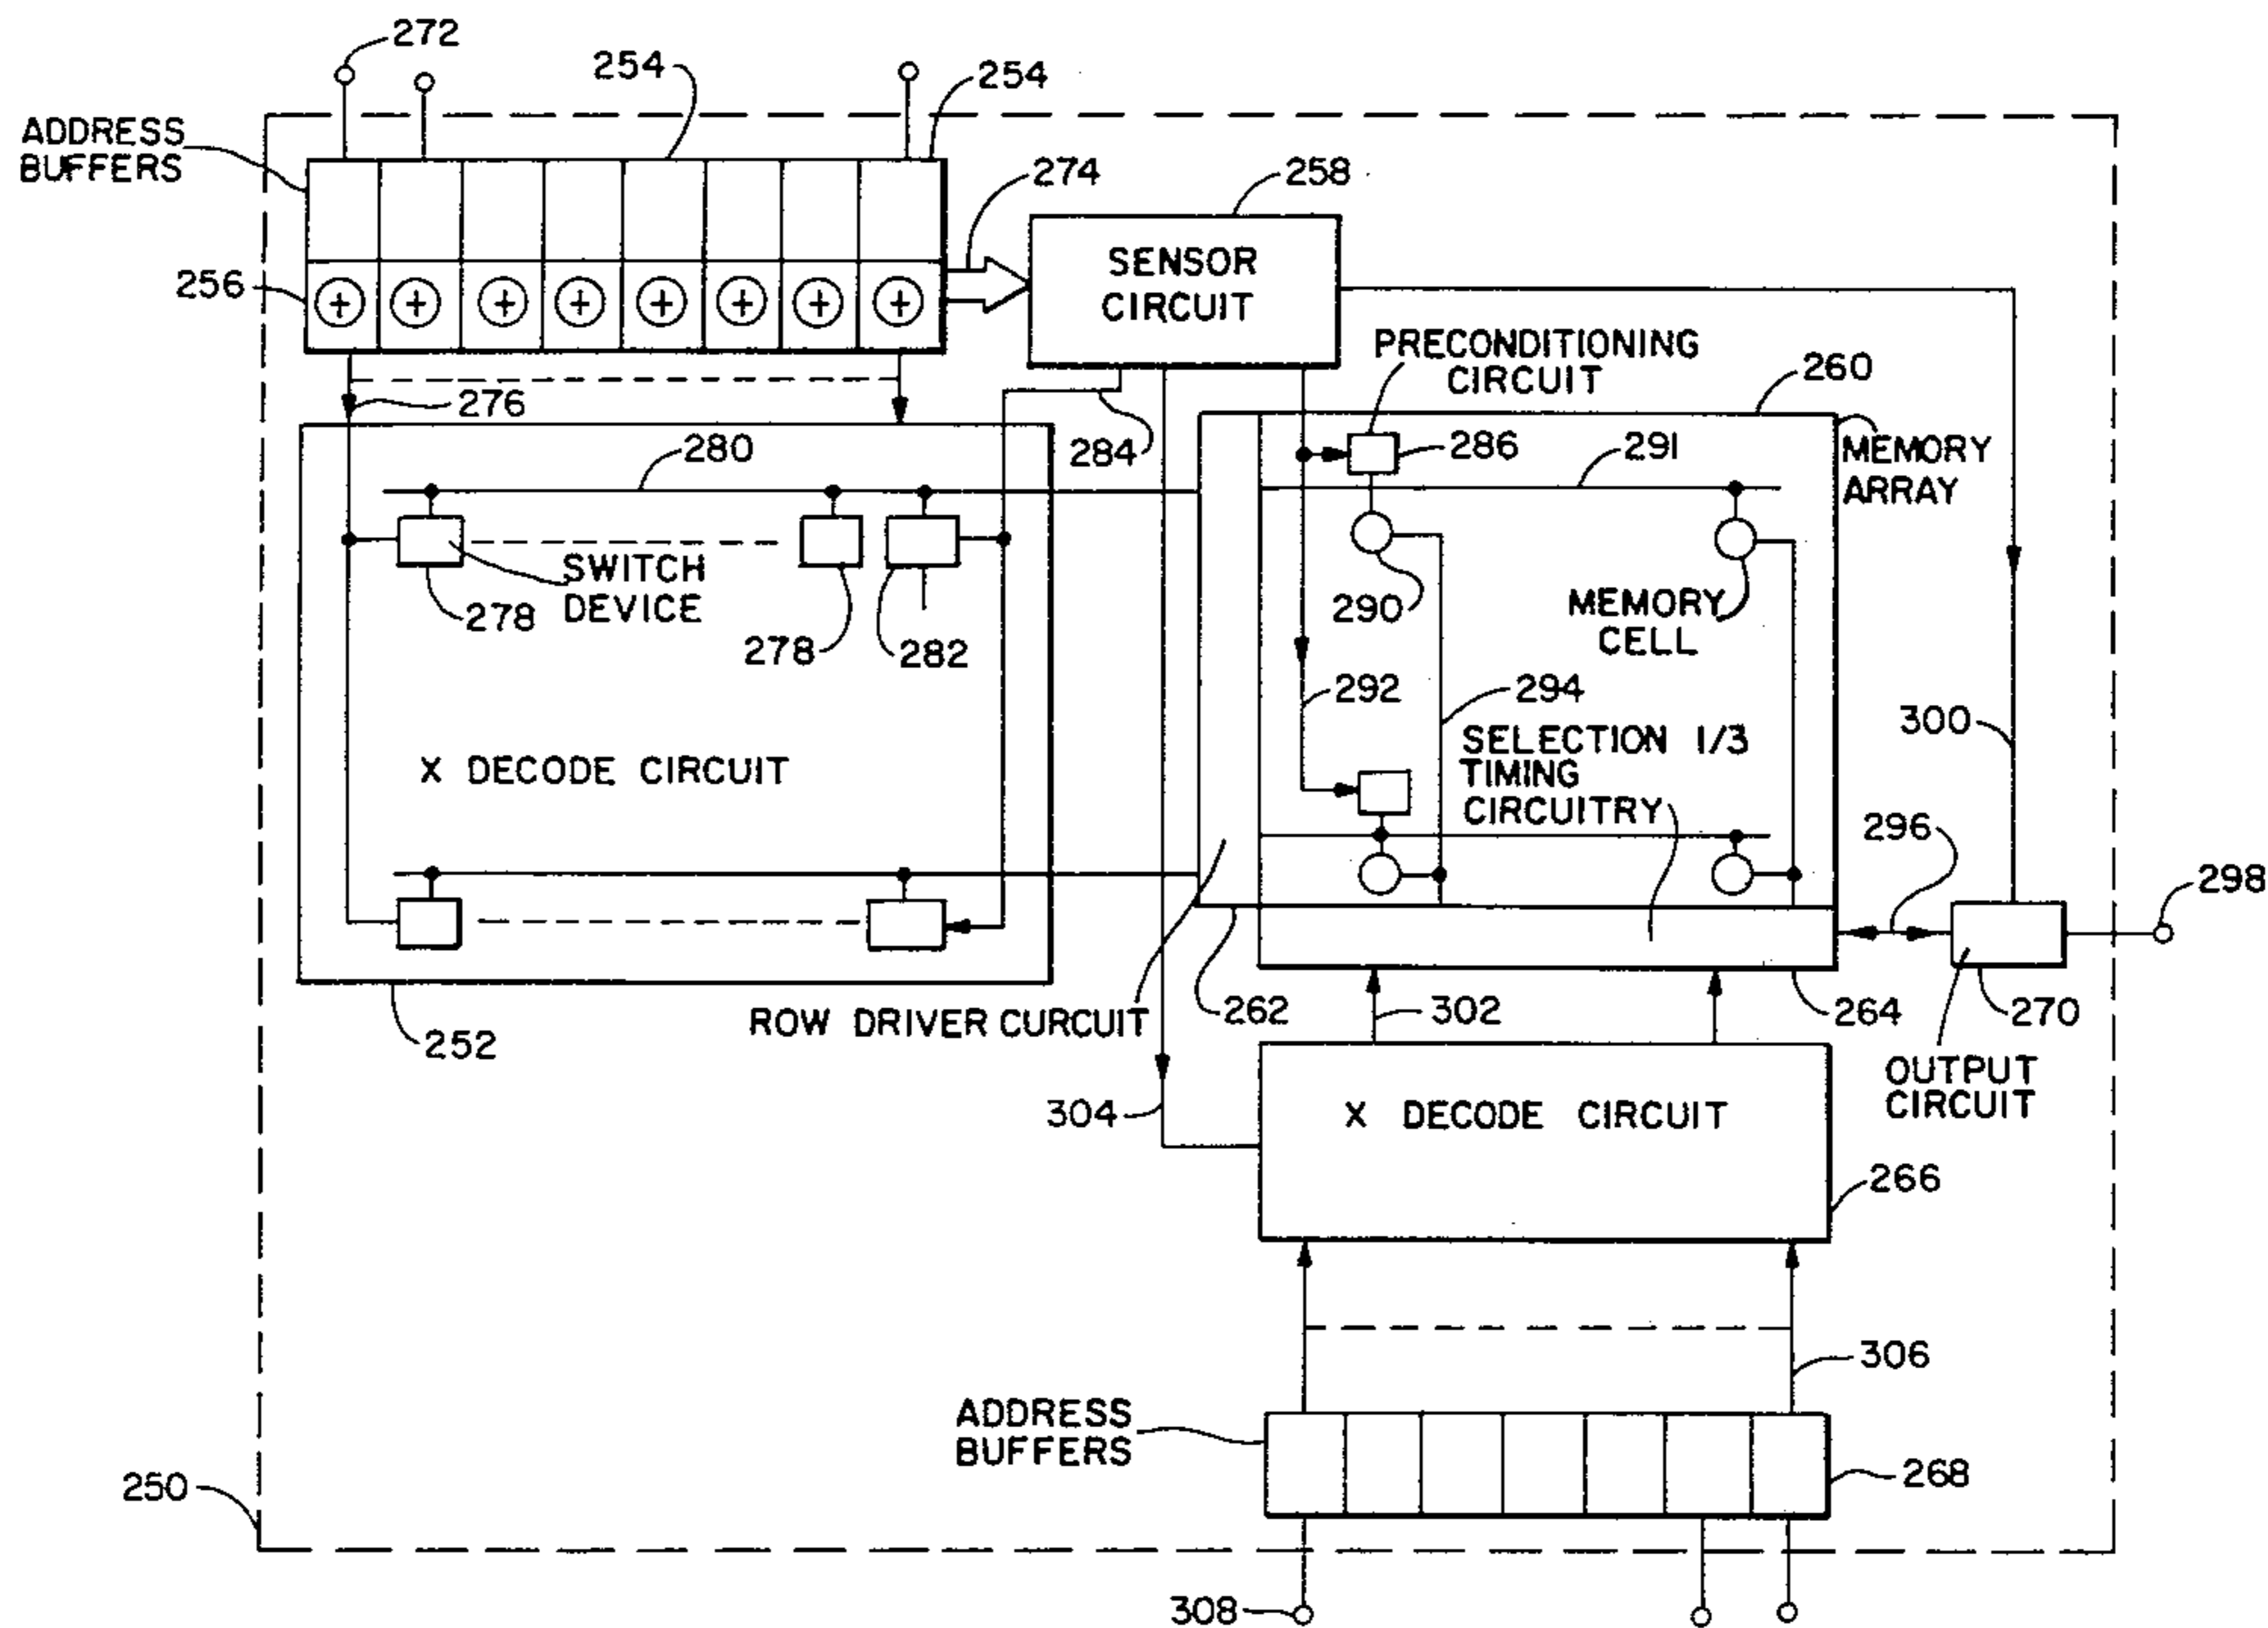 272
254
254
ADDRESS
BUFFERS
274
258
256
SENSOR
CIRCUIT
PRECONDITIONING
CIRCUIT
260
276
284
286
291
MEMORY
ARRAY
280
SWITCH
DEVICE
278
278
282
290
MEMORY
CELL
292
294
SELECTION 1/3
TIMING
CIRCUITRY
300
X DECODE CIRCUIT
296
298
252
ROW DRIVER CURCUIT
262
302
264
270
OUTPUT
CIRCUIT
304
X DECODE CIRCUIT
266
306
ADDRESS
BUFFERS
268
250
308